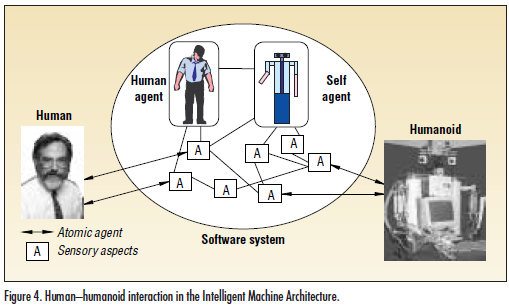 Human
agent
Self
agent
Human
Humanoid
A
A
A
A
A
A
A
Software system
Atomic agent
A Sensory aspects
Figure 4. Human–humanoid interaction in the Intelligent Machine Architecture.